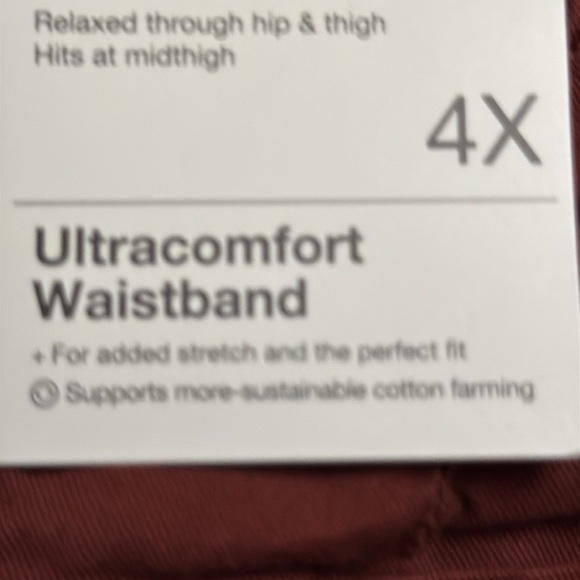 Relaxed through hip & thigh
Hits at midthigh
4X
Ultracomfort
Waistband
+ For added stretch and the perfect fit
Supports more-sustainable cotton farming